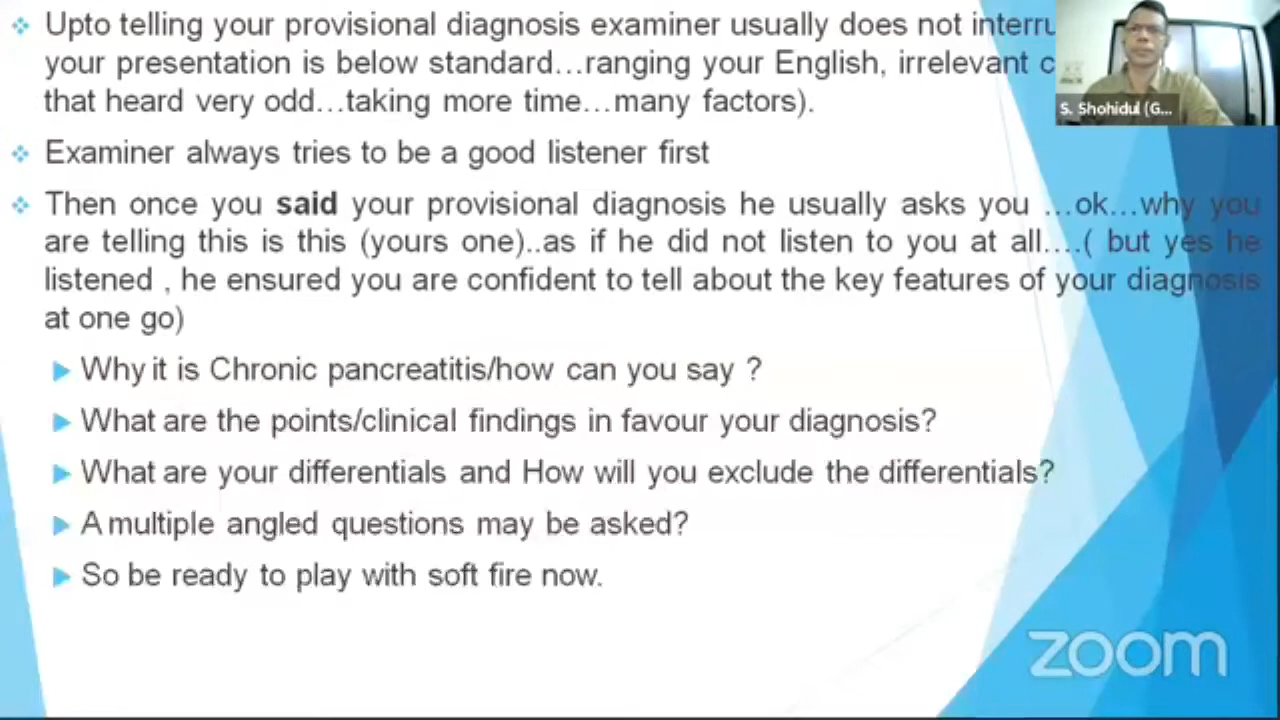 Upto telling your provisional diagnosis examiner usually does not
your presentation is below standard…ranging your English, irrelevant
that heard very odd…taking more time…many factors).
Examiner always tries to be a good listener first
Then once you said your provisional diagnosis he usually asks you …ok…why you
are telling this is this (yours one)..as if he did not listen to you at all….( but yes he
listened , he ensured you are confident to tell about the key features of your diagnosis
at one go)
Why it is Chronic pancreatitis/how can you say ?
What are the points/clinical findings in favour your diagnosis?
What are your differentials and How will you exclude the differentials?
A multiple angled questions may be asked?
So be ready to play with soft fire now.
S. Shohidul (G...
zoom